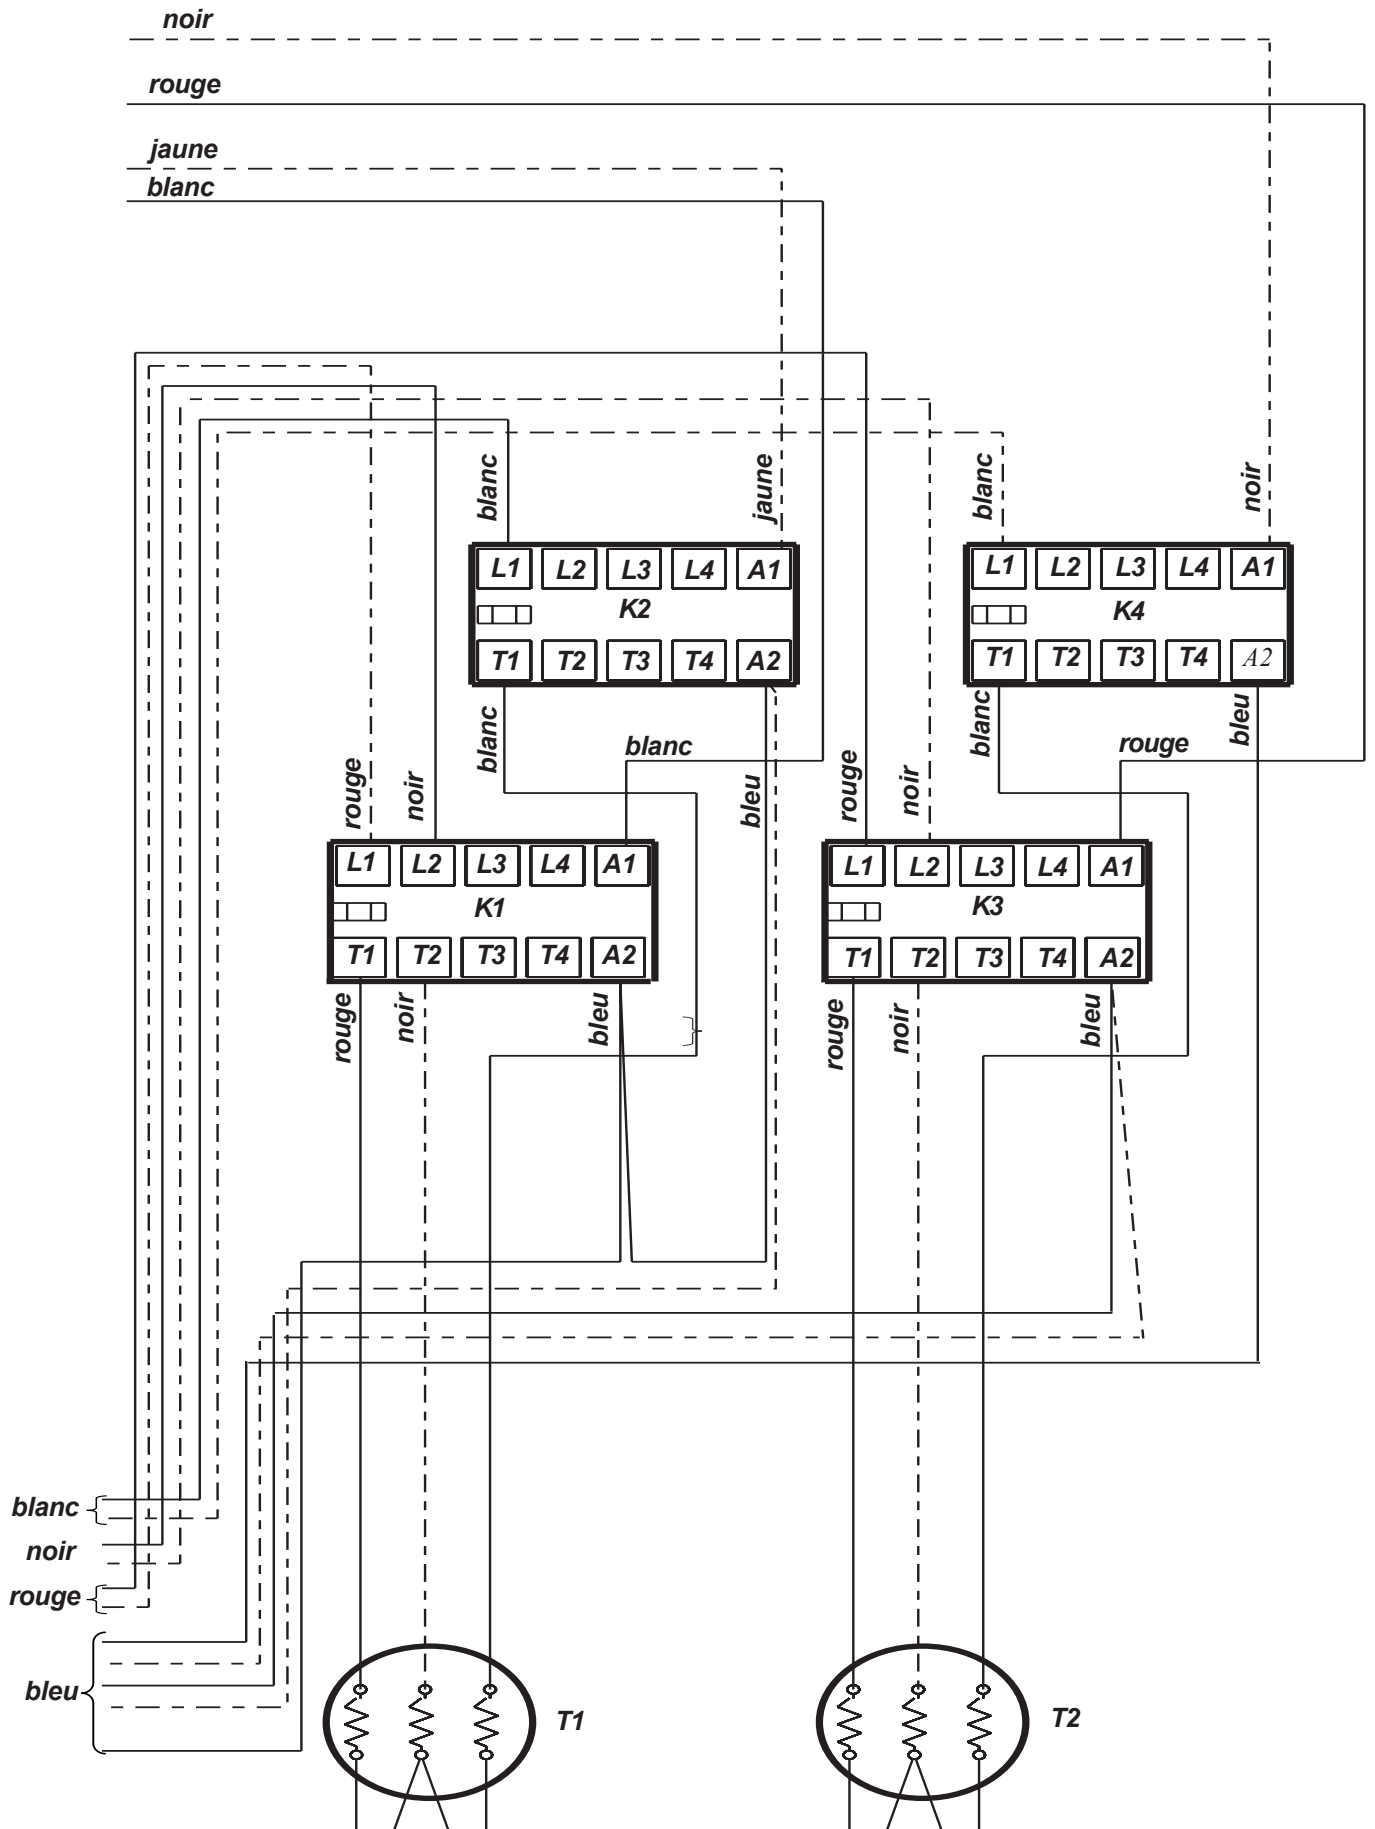 noir
rouge
jaune
blanc
blanc
jaune
blanc
noir
L1 L2 L3 L4 A1
K2
T1 T2 T3 T4 A2
L1 L2 L3 L4 A1
K4
T1 T2 T3 T4 A2
blanc
blanc
bleu
blanc
rouge
bleu
rouge
noir
rouge
noir
L1 L2 L3 L4 A1
K1
T1 T2 T3 T4 A2
L1 L2 L3 L4 A1
K3
T1 T2 T3 T4 A2
rouge
noir
bleu
rouge
noir
bleu
blanc
noir
rouge
bleu
T1
T2